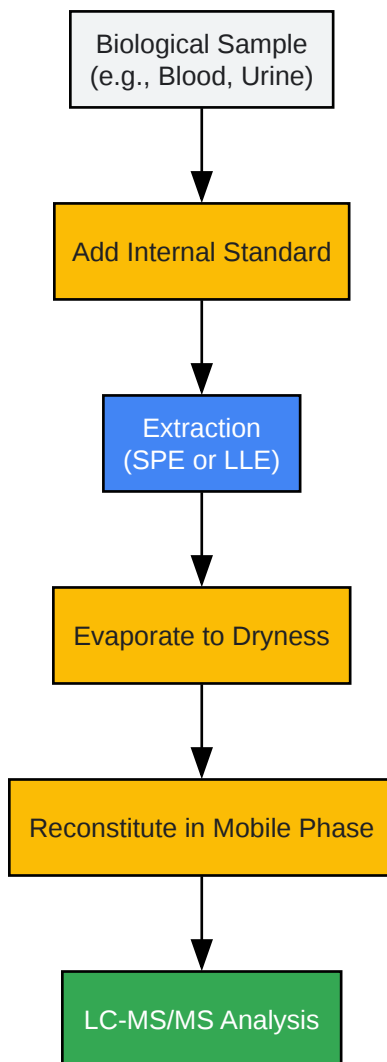 Biological Sample
(e.g., Blood, Urine)
Add Internal Standard
Extraction
(SPE or LLE)
Evaporate to Dryness
Reconstitute in Mobile Phase
LC-MS/MS Analysis